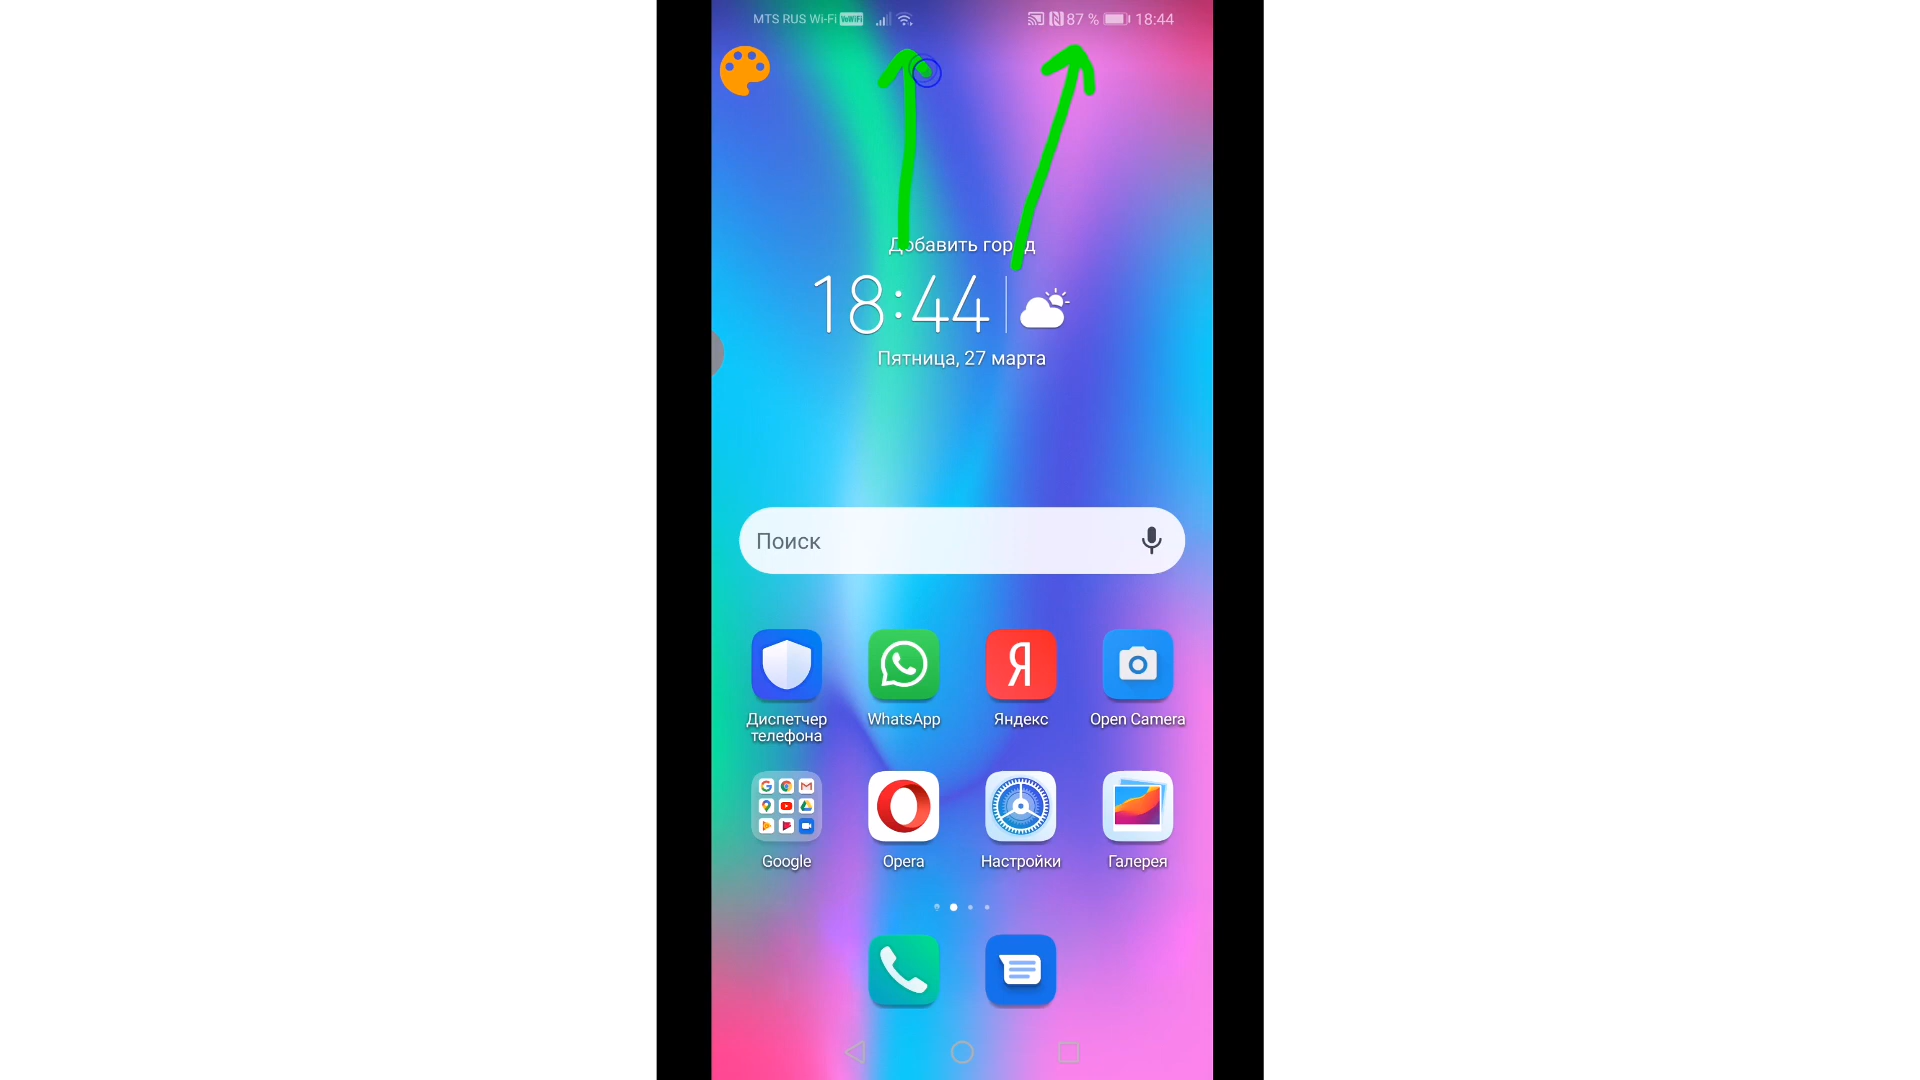 MTS RUS Wi-Fi VoWiFi
87 % 18:44
Добавить город
18:44
Пятница, 27 марта
Поиск
Я
Диспетчер телефона
WhatsApp
Яндекс
Open Camera
Google
Opera
Настройки
Галерея